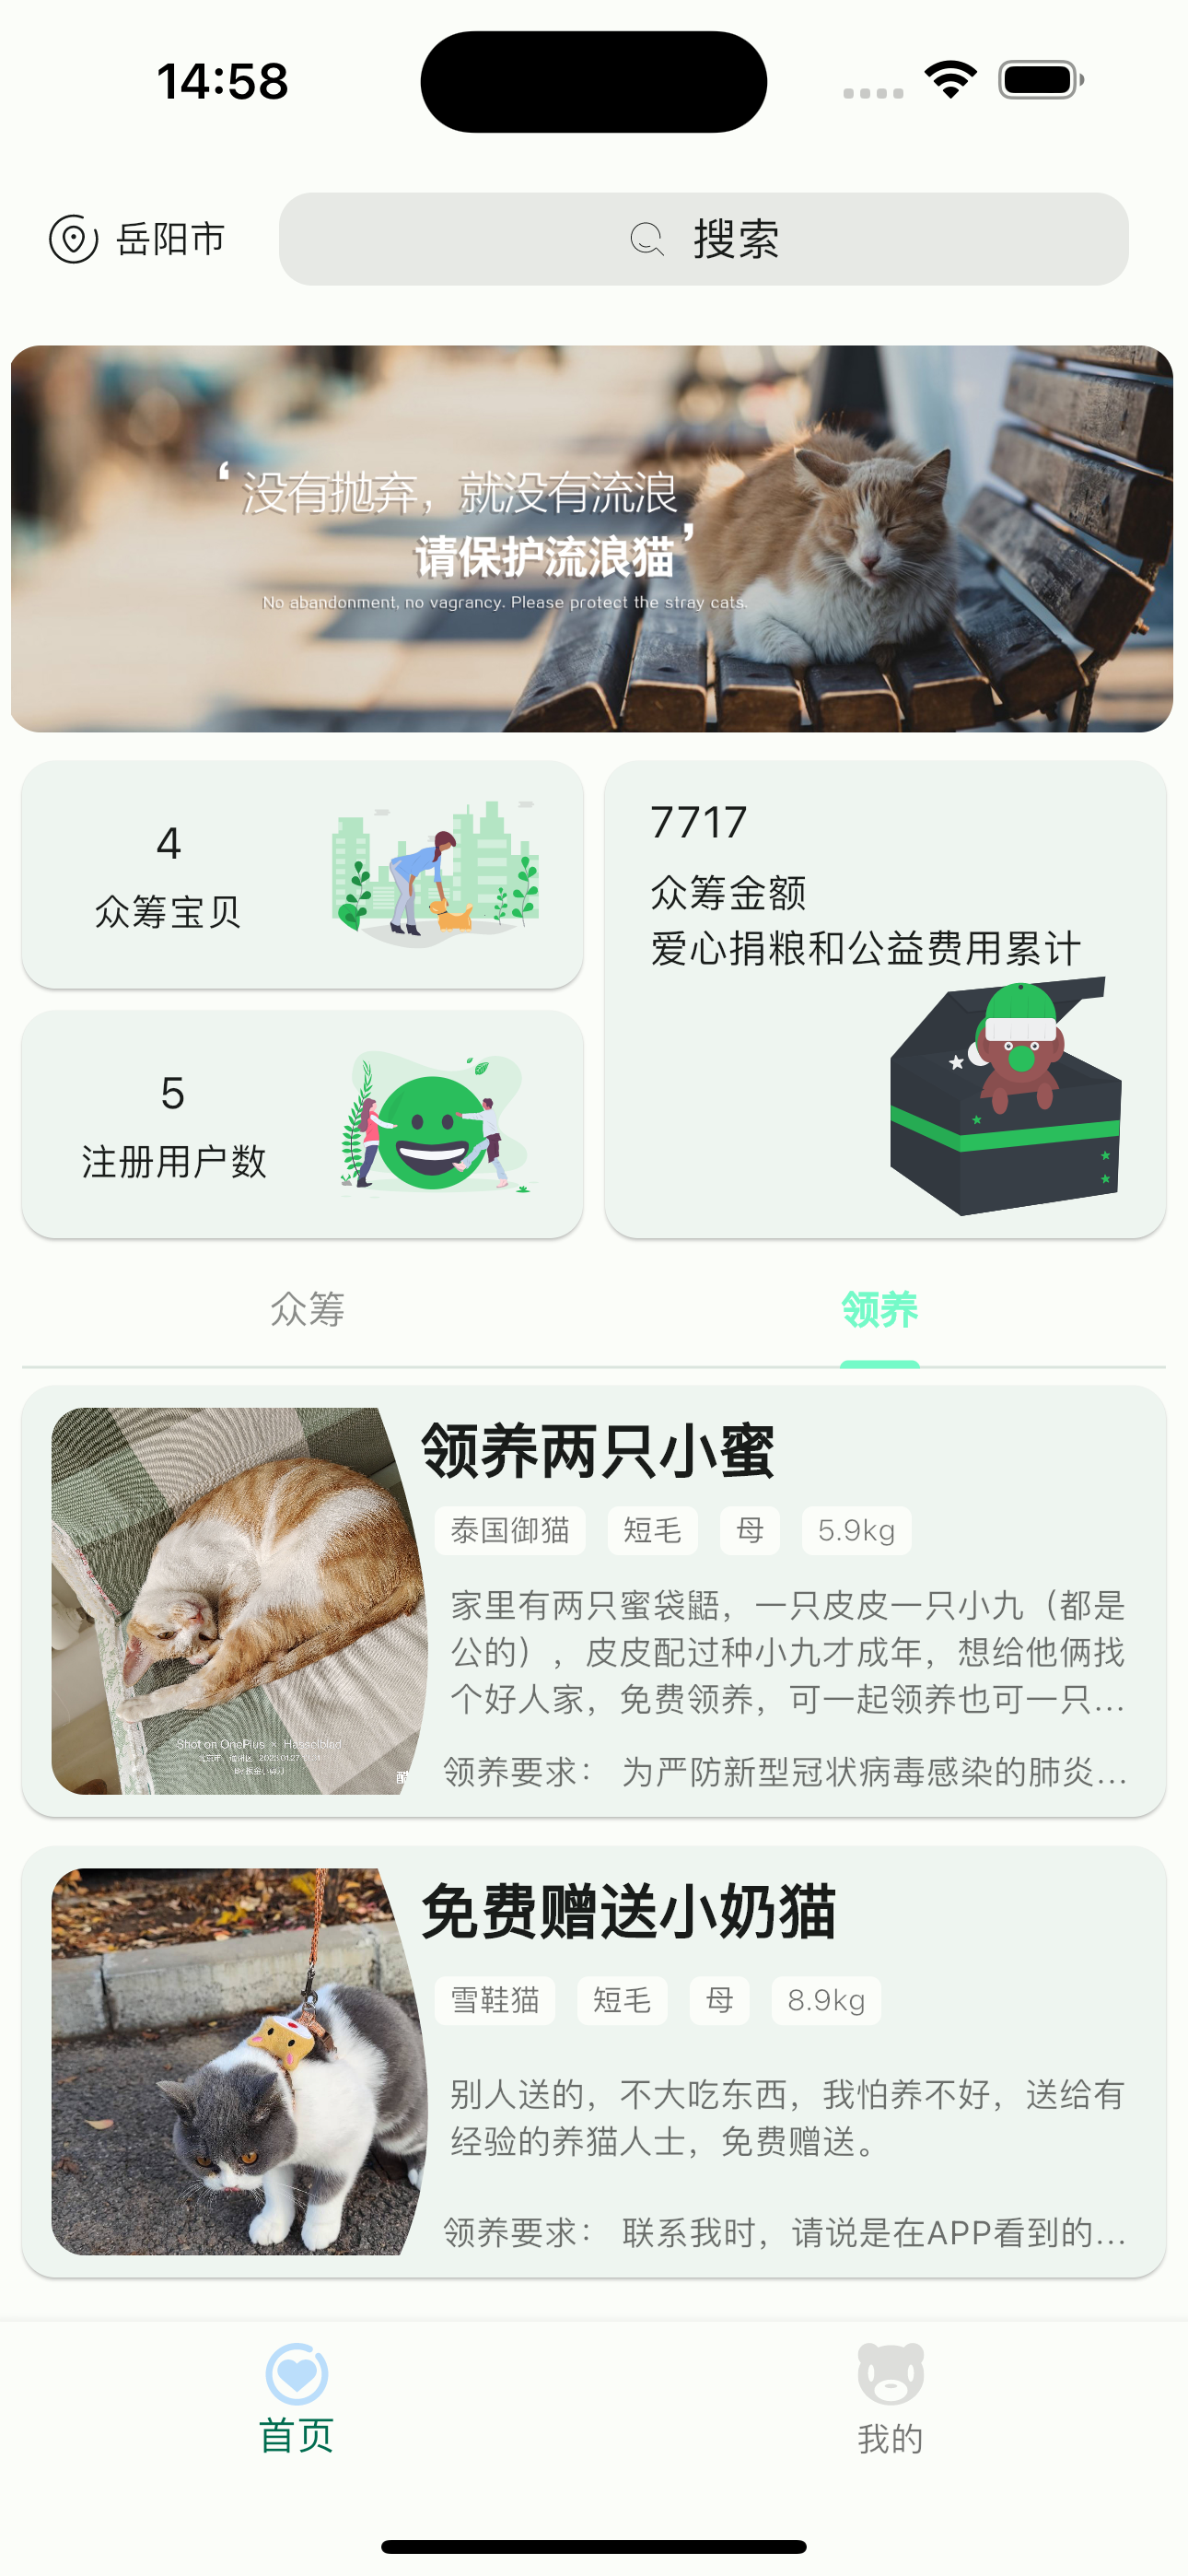 14:58
岳阳市
搜索
‘没有抛弃，就没有流浪
请保护流浪猫’
No abandonment, no vagrancy. Please protect the stray cats.
4
众筹宝贝
7717
众筹金额
爱心捐粮和公益费用累计
5
注册用户数
众筹
领养
领养两只小蜜
泰国御猫
短毛
母
5.9kg
家里有两只蜜袋鼯，一只皮皮一只小九（都是
公的），皮皮配过种小九才成年，想给他俩找
个好人家，免费领养，可一起领养也可一只...
领养要求： 为严防新型冠状病毒感染的肺炎...
Shot on OnePlus × Hasselblad
酷
免费赠送小奶猫
雪鞋猫
短毛
母
8.9kg
别人送的，不大吃东西，我怕养不好，送给有
经验的养猫人士，免费赠送。
领养要求： 联系我时，请说是在APP看到的...
首页
我的